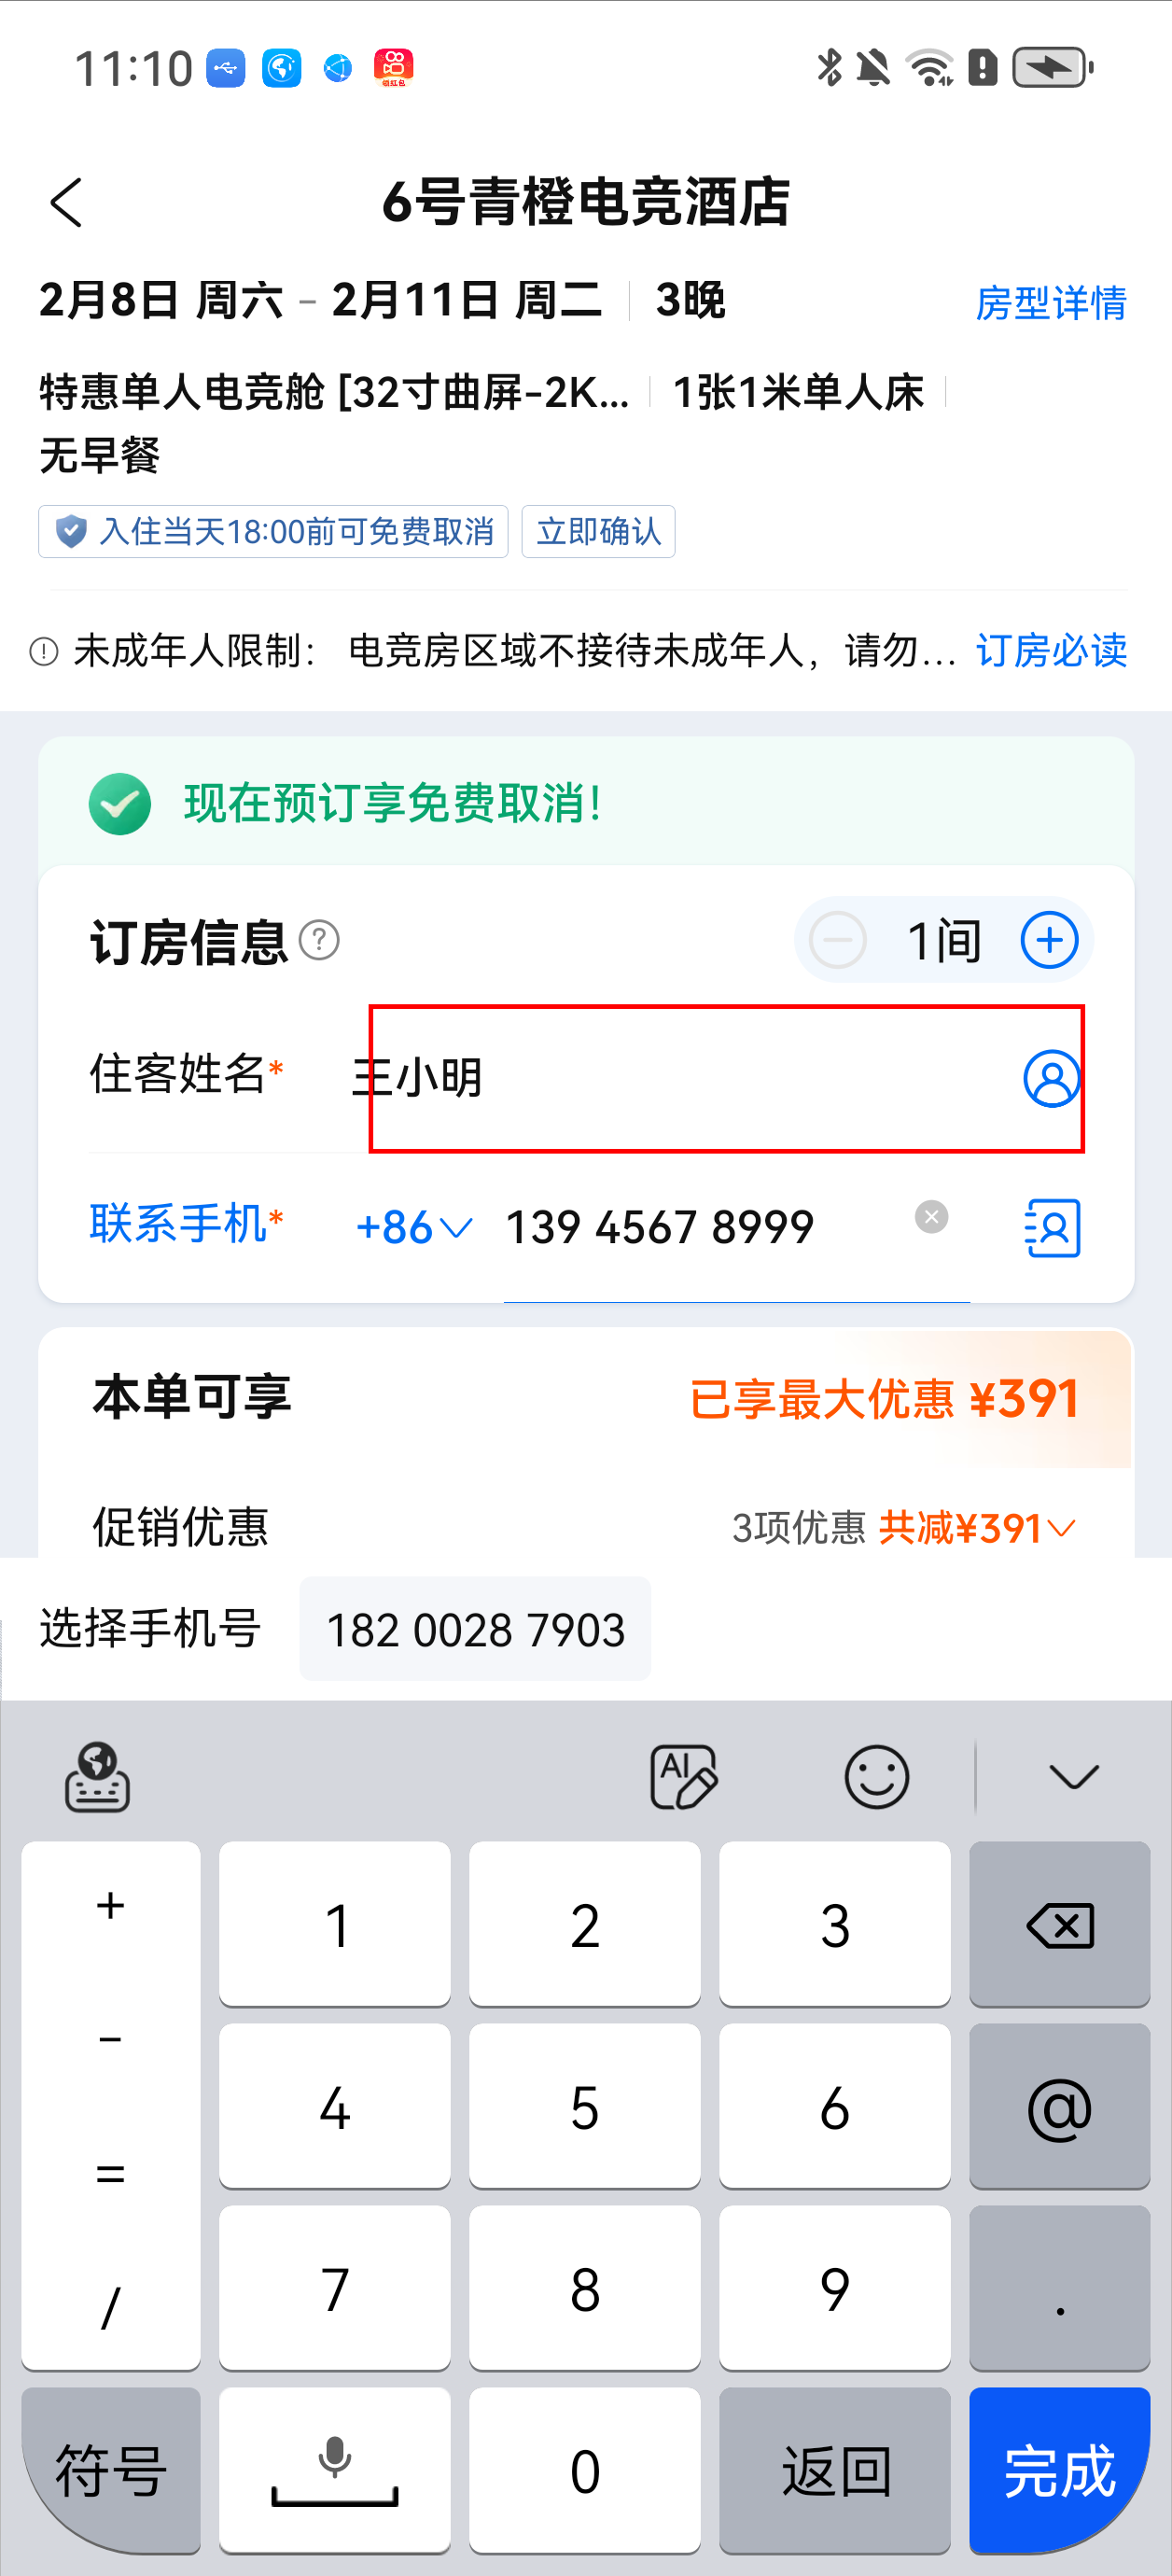 11:10
6号青橙电竞酒店
2月8日 周六 - 2月11日 周二 3晚 房型详情
特惠单人电竞舱 [32寸曲屏-2K... 1张1米单人床
无早餐
入住当天18:00前可免费取消 立即确认
未成年人限制： 电竞房区域不接待未成年人，请勿... 订房必读
现在预订享免费取消！
订房信息 ? 1间
住客姓名* 王小明
联系手机* +86 139 4567 8999
本单可享 已享最大优惠 ¥391
促销优惠 3项优惠 共减¥391
选择手机号 182 0028 7903
AI
+ 1 2 3
- 4 5 6 @
= 7 8 9 .
/
符号 0 返回 完成